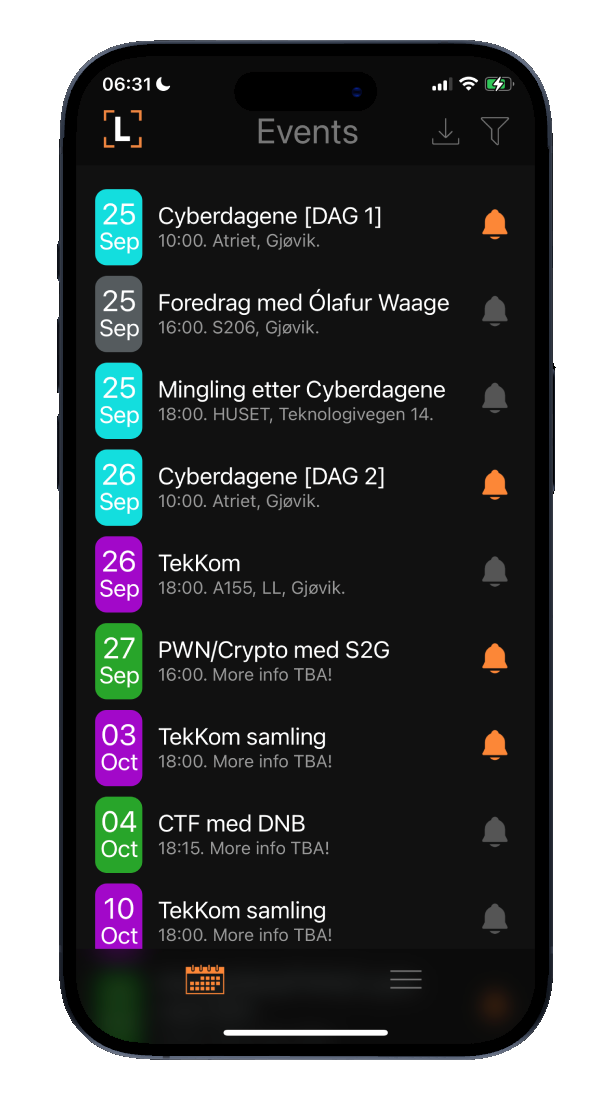 06:31
L
Events
25
Sep
Cyberdagene [DAG 1]
10:00. Atriet, Gjøvik.
25
Sep
Foredrag med Ólafur Waage
16:00. S206, Gjøvik.
25
Sep
Mingling etter Cyberdagene
18:00. HUSET, Teknologivegen 14.
26
Sep
Cyberdagene [DAG 2]
10:00. Atriet, Gjøvik.
26
Sep
TekKom
18:00. A155, LL, Gjøvik.
27
Sep
PWN/Crypto med S2G
16:00. More info TBA!
03
Oct
TekKom samling
18:00. More info TBA!
04
Oct
CTF med DNB
18:15. More info TBA!
10
Oct
TekKom samling
18:00. More info TBA!